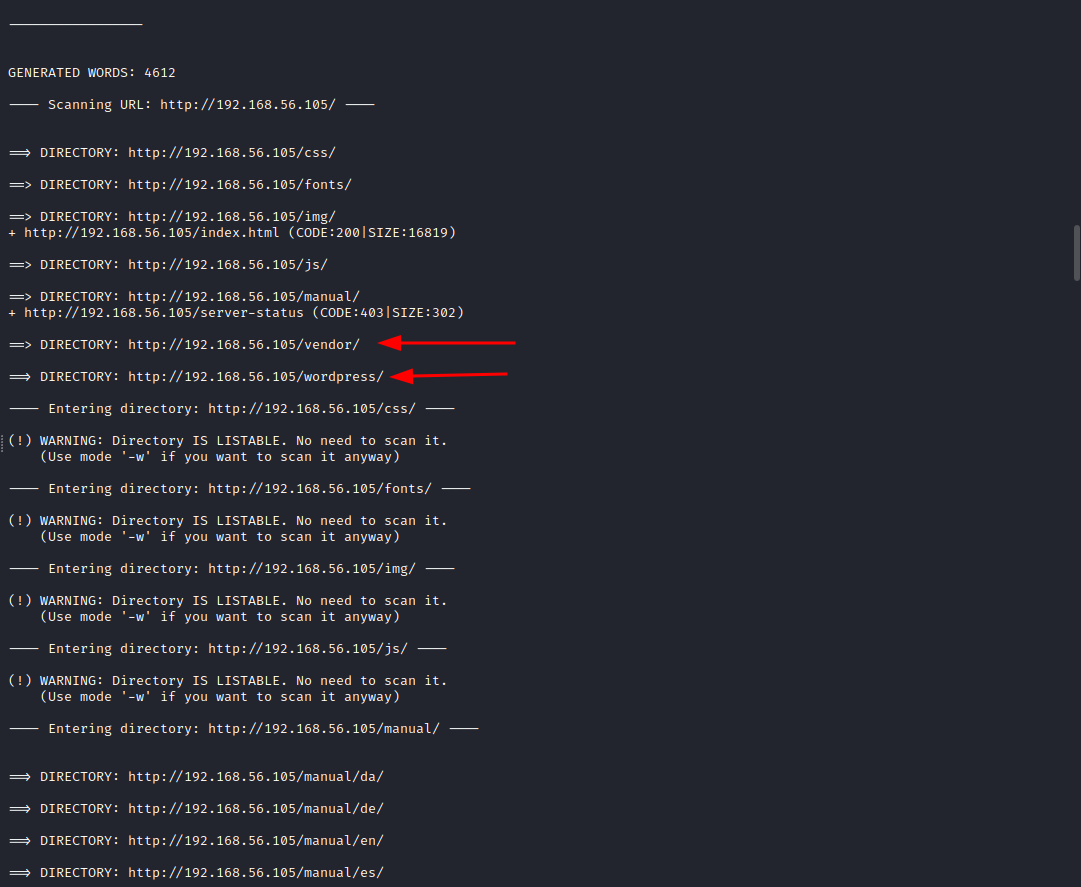 GENERATED WORDS: 4612
---- Scanning URL: http://192.168.56.105/ ----
==> DIRECTORY: http://192.168.56.105/css/
==> DIRECTORY: http://192.168.56.105/fonts/
==> DIRECTORY: http://192.168.56.105/img/
+ http://192.168.56.105/index.html (CODE:200|SIZE:16819)
==> DIRECTORY: http://192.168.56.105/js/
==> DIRECTORY: http://192.168.56.105/manual/
+ http://192.168.56.105/server-status (CODE:403|SIZE:302)
==> DIRECTORY: http://192.168.56.105/vendor/
==> DIRECTORY: http://192.168.56.105/wordpress/
---- Entering directory: http://192.168.56.105/css/ ----
(!) WARNING: Directory IS LISTABLE. No need to scan it.
(Use mode '-w' if you want to scan it anyway)
---- Entering directory: http://192.168.56.105/fonts/ ----
(!) WARNING: Directory IS LISTABLE. No need to scan it.
(Use mode '-w' if you want to scan it anyway)
---- Entering directory: http://192.168.56.105/img/ ----
(!) WARNING: Directory IS LISTABLE. No need to scan it.
(Use mode '-w' if you want to scan it anyway)
---- Entering directory: http://192.168.56.105/js/ ----
(!) WARNING: Directory IS LISTABLE. No need to scan it.
(Use mode '-w' if you want to scan it anyway)
---- Entering directory: http://192.168.56.105/manual/ ----
==> DIRECTORY: http://192.168.56.105/manual/da/
==> DIRECTORY: http://192.168.56.105/manual/de/
==> DIRECTORY: http://192.168.56.105/manual/en/
==> DIRECTORY: http://192.168.56.105/manual/es/